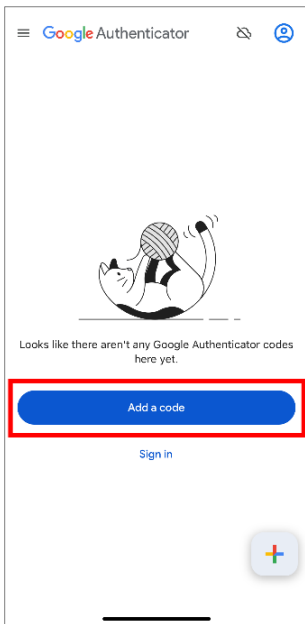 Google Authenticator
Looks like there aren't any Google Authenticator codes
here yet.
Add a code
Sign in